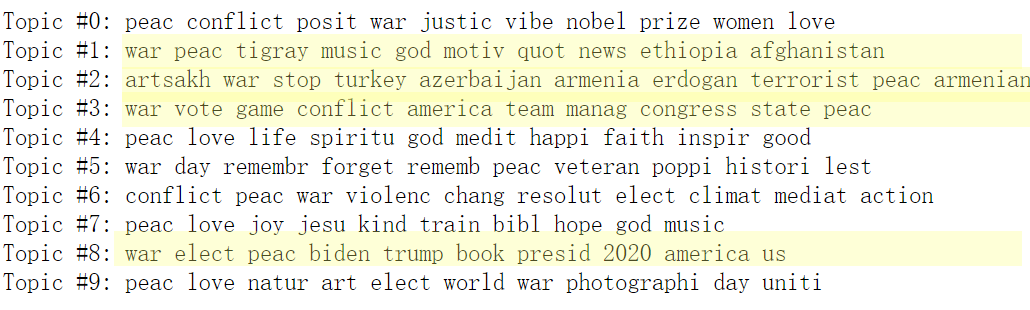 Topic #0: peac conflict posit war justic vibe nobel prize women love
Topic #1: war peac tigray music god motiv quot news ethiopia afghanistan
Topic #2: artsakh war stop turkey azerbaijan armenia erdogan terrorist peac armenian
Topic #3: war vote game conflict america team manag congress state peac
Topic #4: peac love life spiritu god medit happi faith inspir good
Topic #5: war day remembr forget rememb peac veteran poppi histori lest
Topic #6: conflict peac war violenc chang resolut elect climat mediat action
Topic #7: peac love joy jesu kind train bibl hope god music
Topic #8: war elect peac biden trump book presid 2020 america us
Topic #9: peac love natur art elect world war photographi day uniti